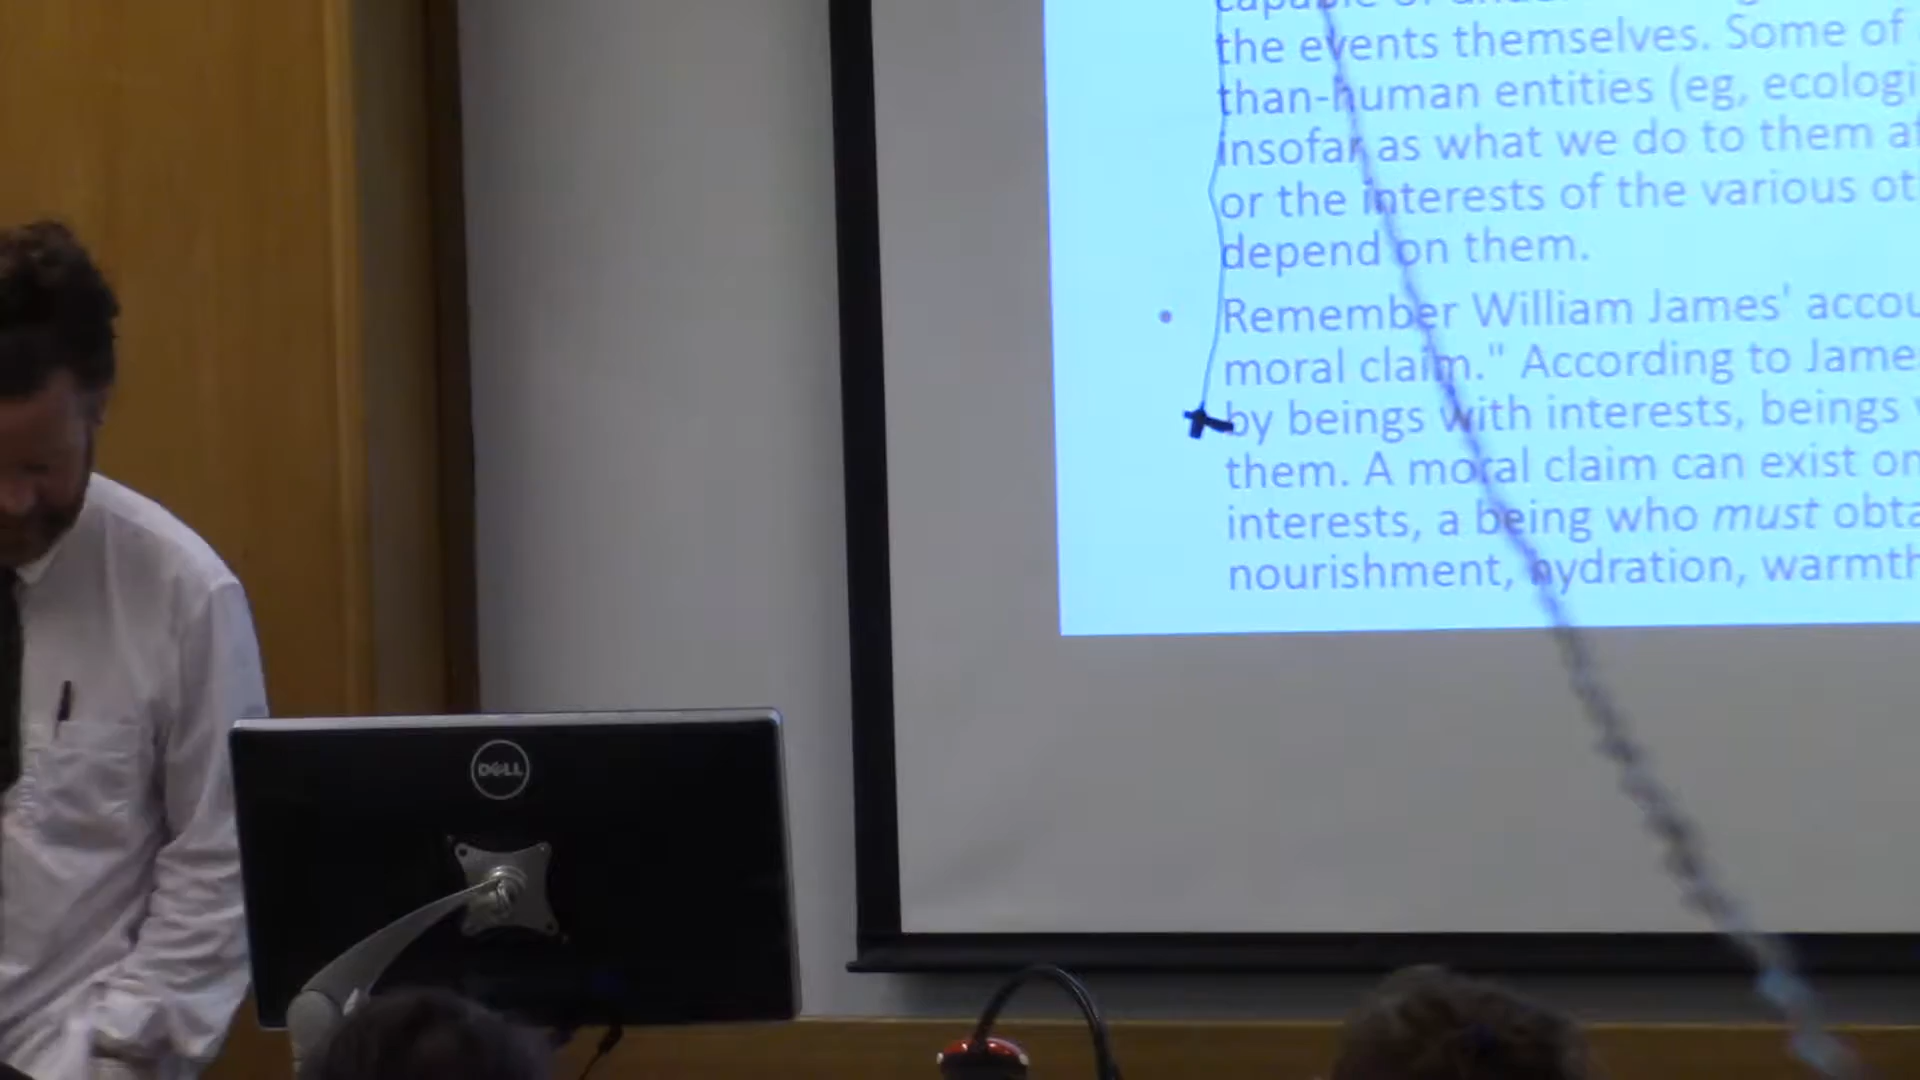 the events themselves. Some of
than-human entities (eg, ecologi
insofar as what we do to them
or the interests of the various ot
depend on them.
• Remember William James' accou
moral claim." According to Jame
by beings with interests, beings
them. A moral claim can exist on
interests, a being who must obta
nourishment, hydration, warmth
DELL